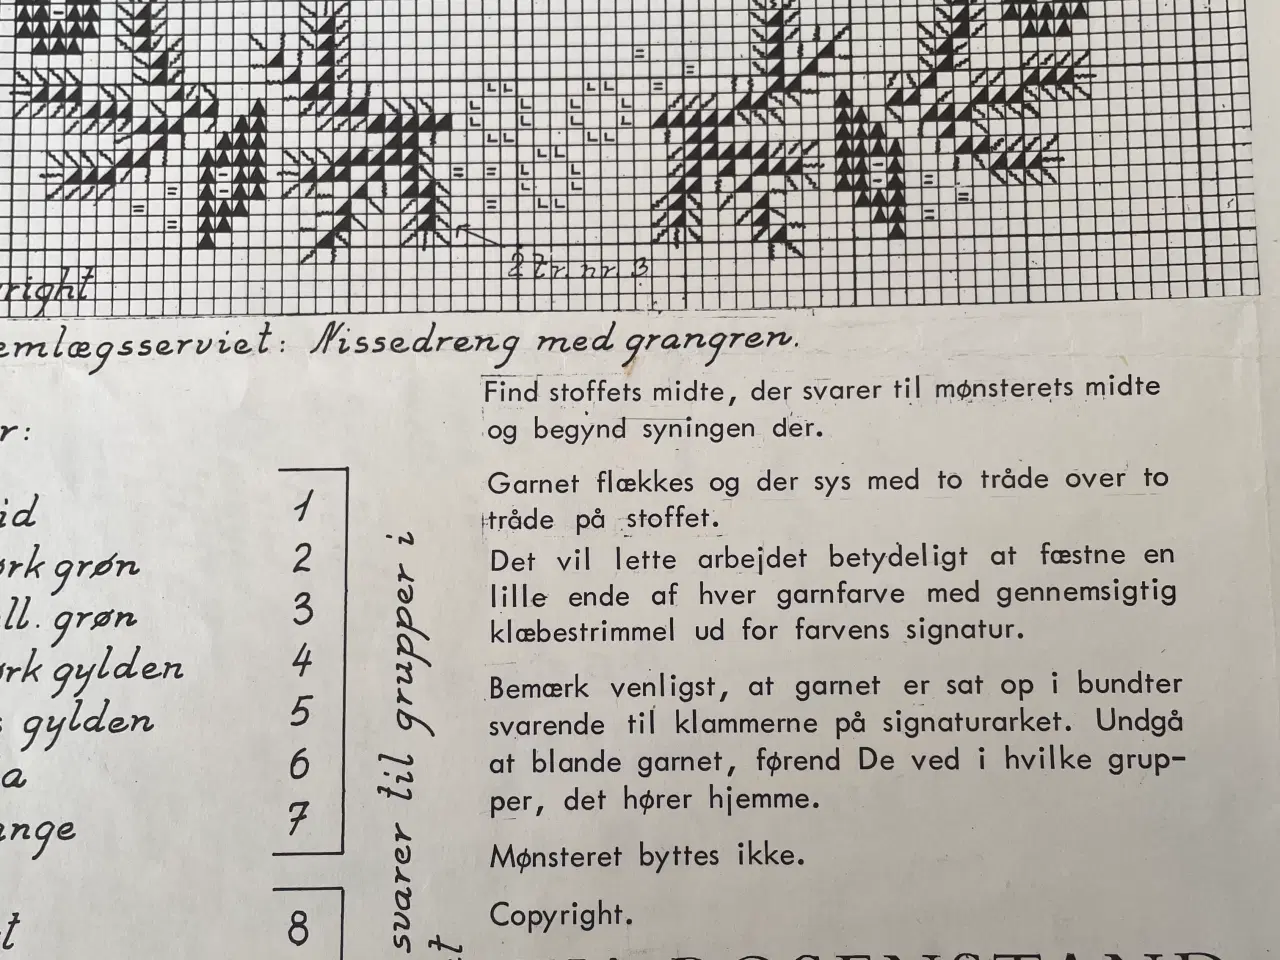 2 tr. nr. 3
right
emlægsserviet: Nissedreng med grangren.
r:
id 1
ørk grøn 2
ll. grøn 3
ørk gylden 4
s gylden 5
a 6
ange 7
t 8
svarer til grupper i
Find stoffets midte, der svarer til mønsterets midte
og begynd syningen der.
Garnet flækkes og der sys med to tråde over to
tråde på stoffet.
Det vil lette arbejdet betydeligt at fæstne en
lille ende af hver garnfarve med gennemsigtig
klæbestrimmel ud for farvens signatur.
Bemærk venligst, at garnet er sat op i bundter
svarende til klammerne på signaturarket. Undgå
at blande garnet, førend De ved i hvilke grup-
per, det hører hjemme.
Mønsteret byttes ikke.
Copyright.
ROSENSTAND